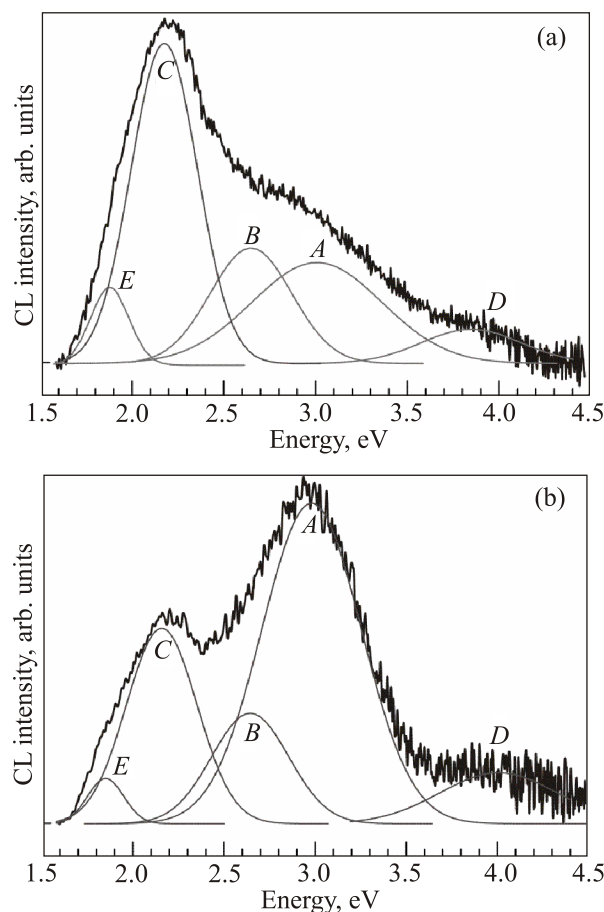 (a)
CL intensity, arb. units
C
B
A
E
D
1.5 2.0 2.5 3.0 3.5 4.0 4.5
Energy, eV
(b)
CL intensity, arb. units
A
C
B
D
E
1.5 2.0 2.5 3.0 3.5 4.0 4.5
Energy, eV